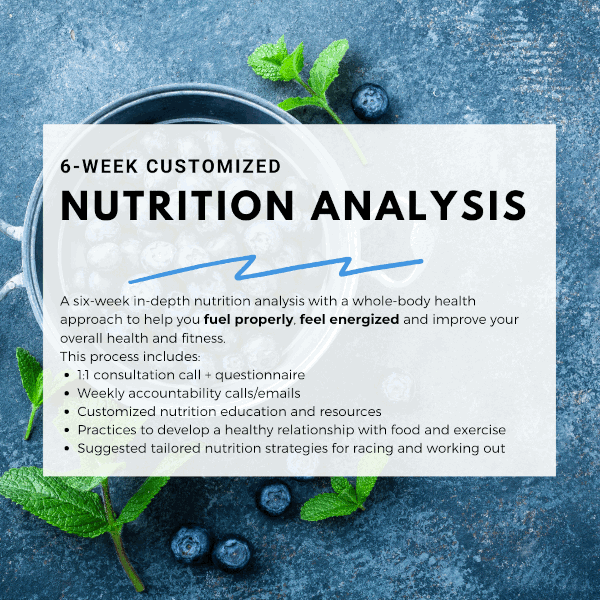 6-WEEK CUSTOMIZED
NUTRITION ANALYSIS
A six-week in-depth nutrition analysis with a whole-body health
approach to help you fuel properly, feel energized and improve your
overall health and fitness.
This process includes:
• 1:1 consultation call + questionnaire
• Weekly accountability calls/emails
• Customized nutrition education and resources
• Practices to develop a healthy relationship with food and exercise
• Suggested tailored nutrition strategies for racing and working out